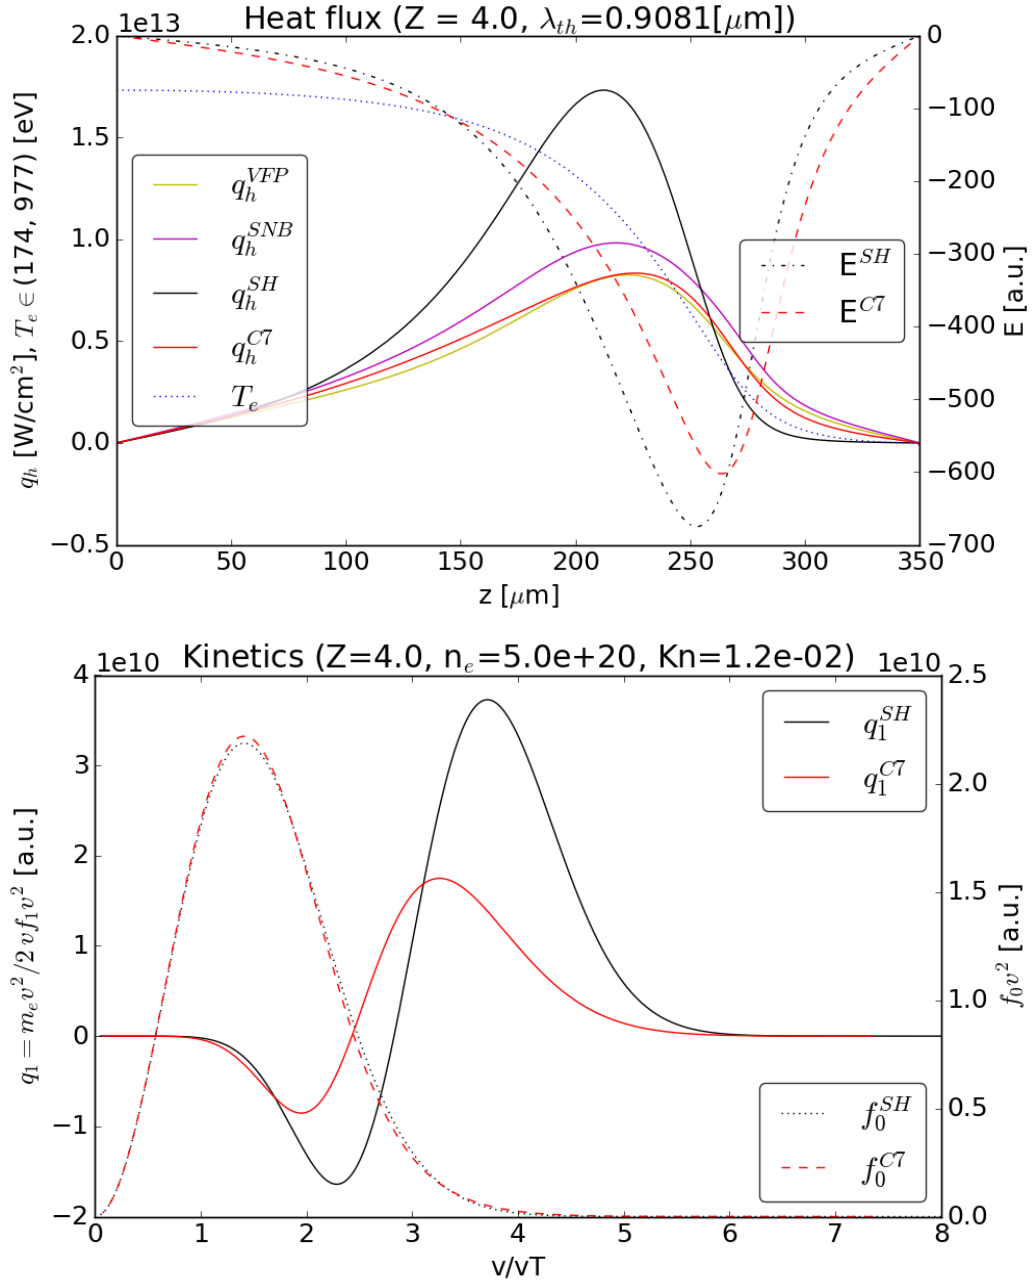 Heat flux (Z = 4.0, λ_th=0.9081[μm])
1e13
2.0
1.5
1.0
0.5
0.0
−0.5
q_h [W/cm²], T_e ∈ (174, 977) [eV]
q_h^VFP
q_h^SNB
q_h^SH
q_h^C7
T_e
E^SH
E^C7
0
−100
−200
−300
−400
−500
−600
−700
E [a.u.]
0 50 100 150 200 250 300 350
z [μm]
Kinetics (Z=4.0, n_e=5.0e+20, Kn=1.2e-02)
1e10
1e10
4
3
2
1
0
−1
−2
q_1 = m_e v²/2 v f_1 v² [a.u.]
q_1^SH
q_1^C7
f_0^SH
f_0^C7
2.5
2.0
1.5
1.0
0.5
0.0
f_0 v² [a.u.]
0 1 2 3 4 5 6 7 8
v/vT